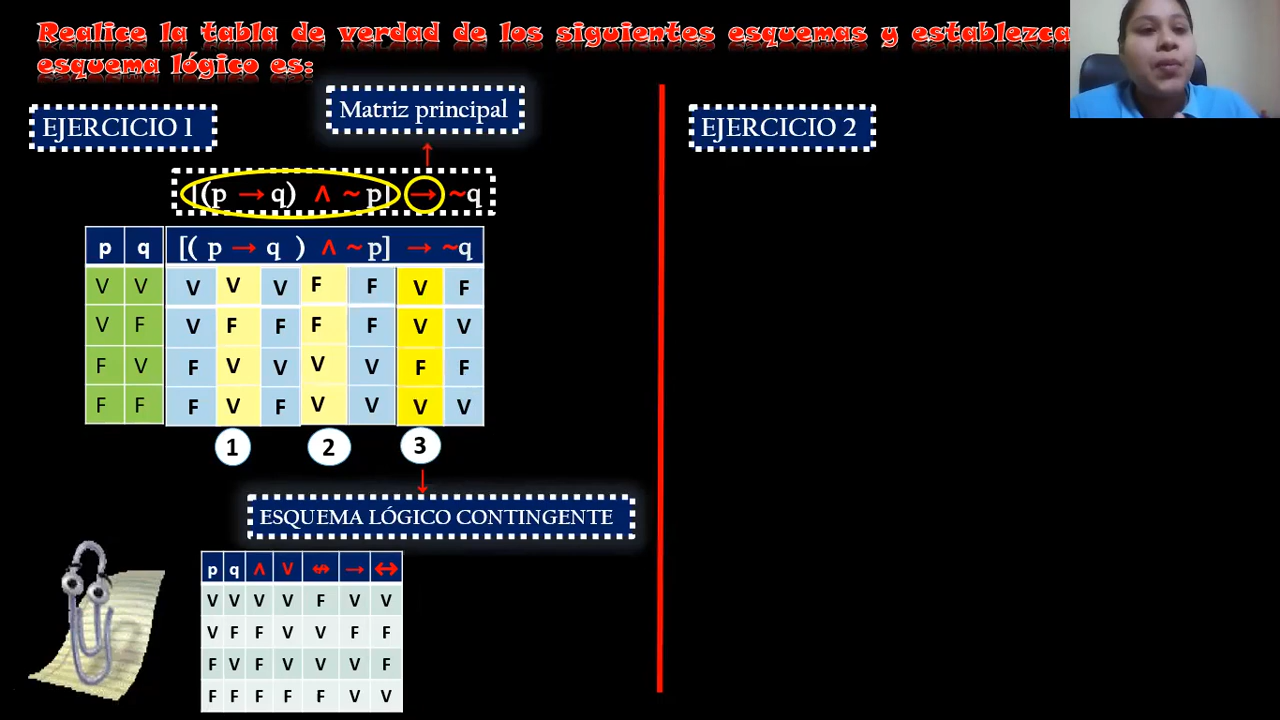 Realice la tabla de verdad de los siguientes esquemas y establezca
esquema lógico es:
EJERCICIO 1
Matriz principal
[(p → q) ∧ ~ p] → ~q
p q [( p → q ) ∧ ~ p] → ~q
V V V V V F F V F
V F V F F F F V V
F V F V V V V F F
F F F V F V V V V
1 2 3
ESQUEMA LÓGICO CONTINGENTE
p q ∧ ∨ ↮ → ↔
V V V V F V V
V F F V V F F
F V F V V V F
F F F F F V V
EJERCICIO 2